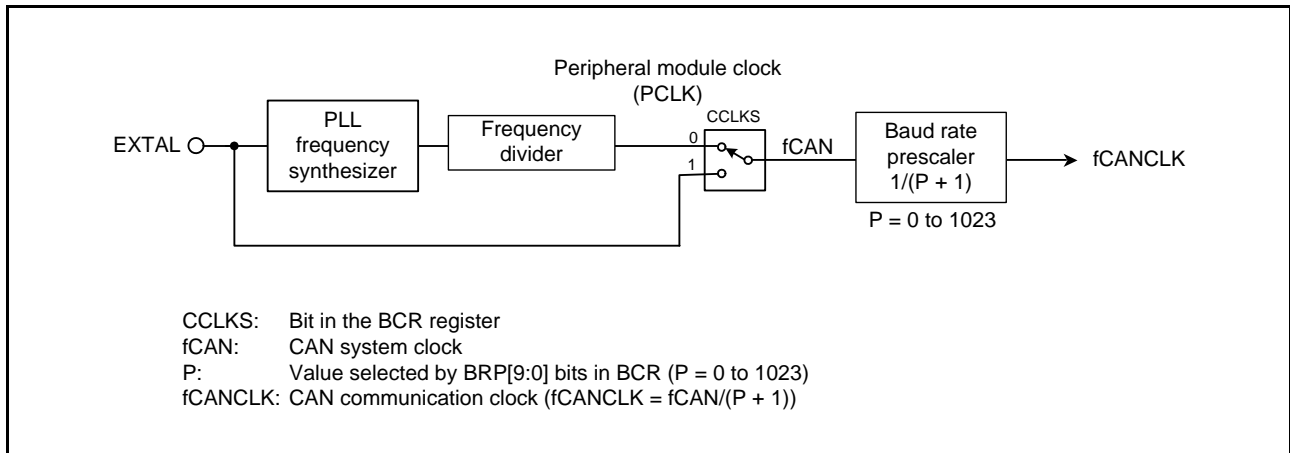 Peripheral module clock
(PCLK)
CCLKS
EXTAL
PLL
frequency
synthesizer
Frequency
divider
0
1
fCAN
Baud rate
prescaler
1/(P + 1)
P = 0 to 1023
fCANCLK
CCLKS: Bit in the BCR register
fCAN: CAN system clock
P: Value selected by BRP[9:0] bits in BCR (P = 0 to 1023)
fCANCLK: CAN communication clock (fCANCLK = fCAN/(P + 1))